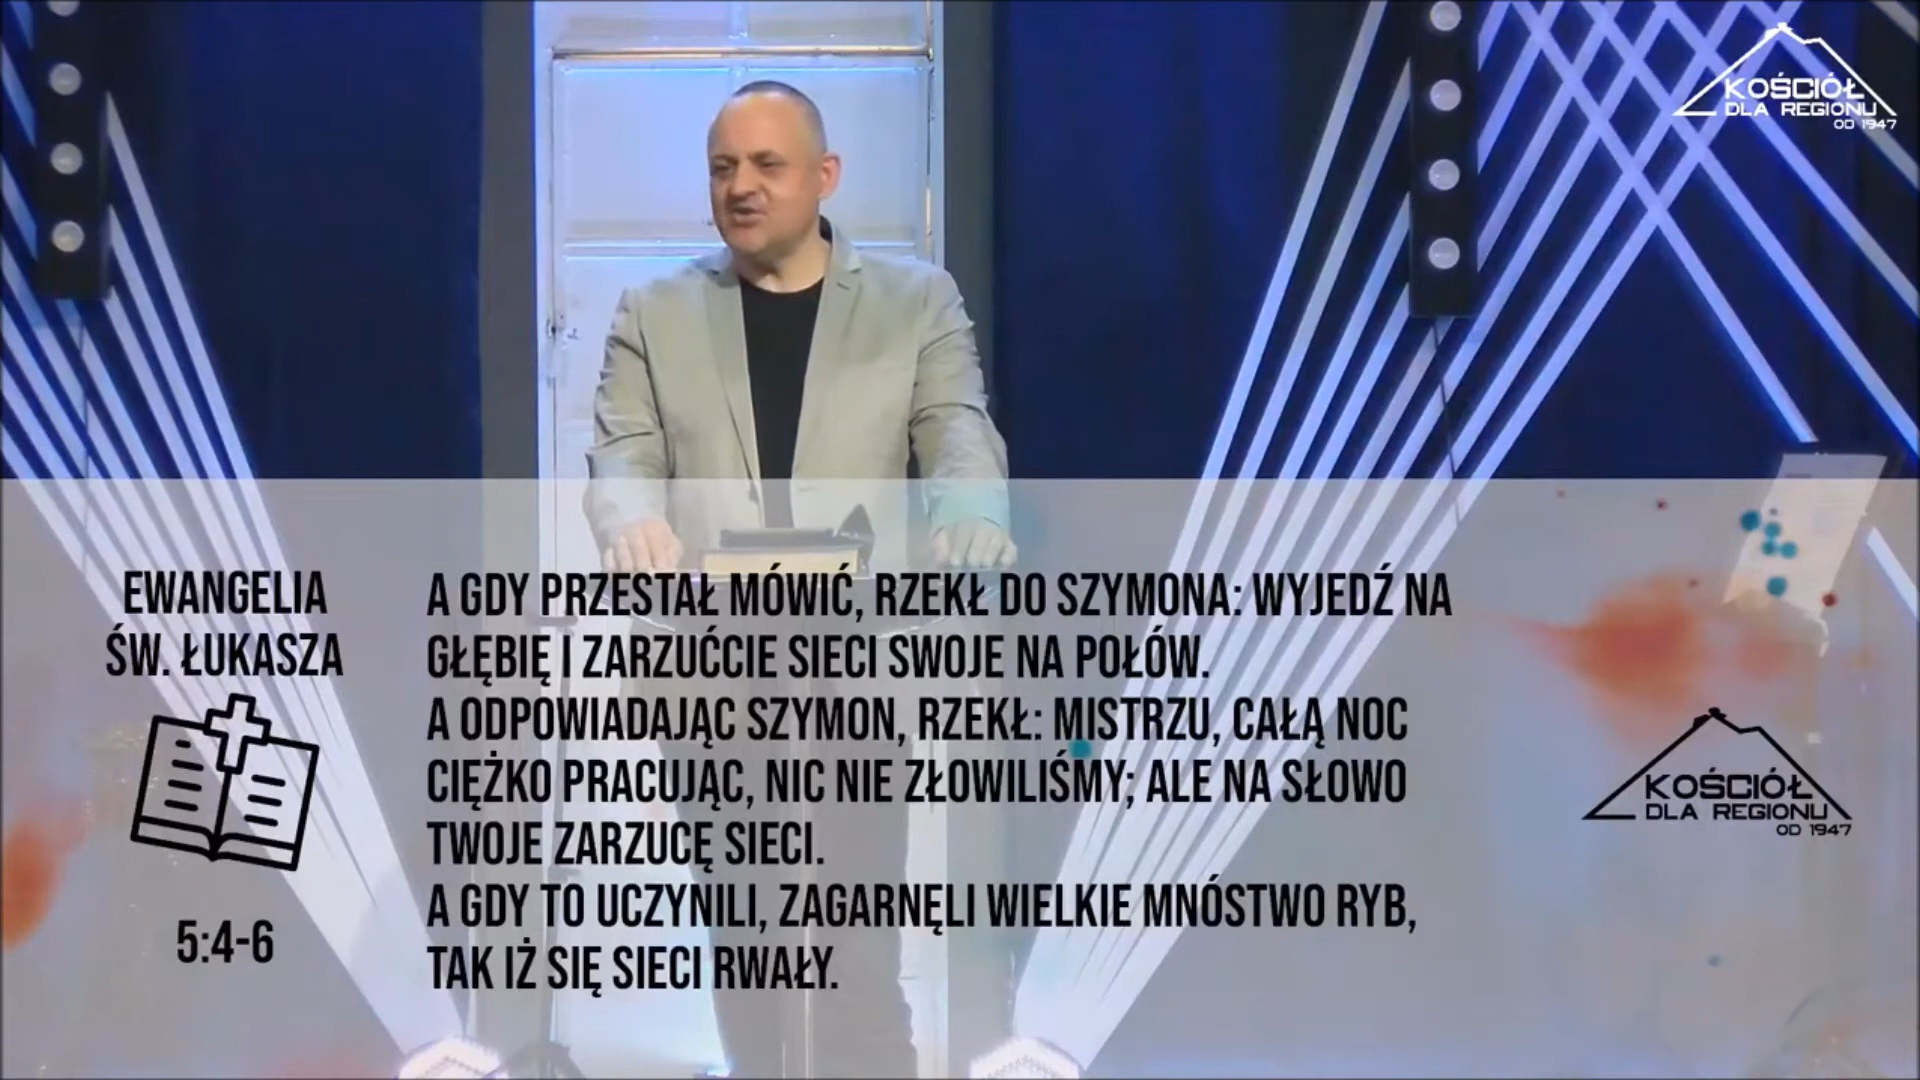 KOŚCIÓŁ
DLA REGIONU
OD 1947
EWANGELIA
ŚW. ŁUKASZA
5:4-6
A GDY PRZESTAŁ MÓWIĆ, RZEKŁ DO SZYMONA: WYJEDŹ NA
GŁĘBIĘ I ZARZUĆCIE SIECI SWOJE NA POŁÓW.
A ODPOWIADAJĄC SZYMON, RZEKŁ: MISTRZU, CAŁĄ NOC
CIĘŻKO PRACUJĄC, NIC NIE ZŁOWILIŚMY; ALE NA SŁOWO
TWOJE ZARZUCĘ SIECI.
A GDY TO UCZYNILI, ZAGARNĘLI WIELKIE MNÓSTWO RYB,
TAK IŻ SIĘ SIECI RWAŁY.
KOŚCIÓŁ
DLA REGIONU
OD 1947